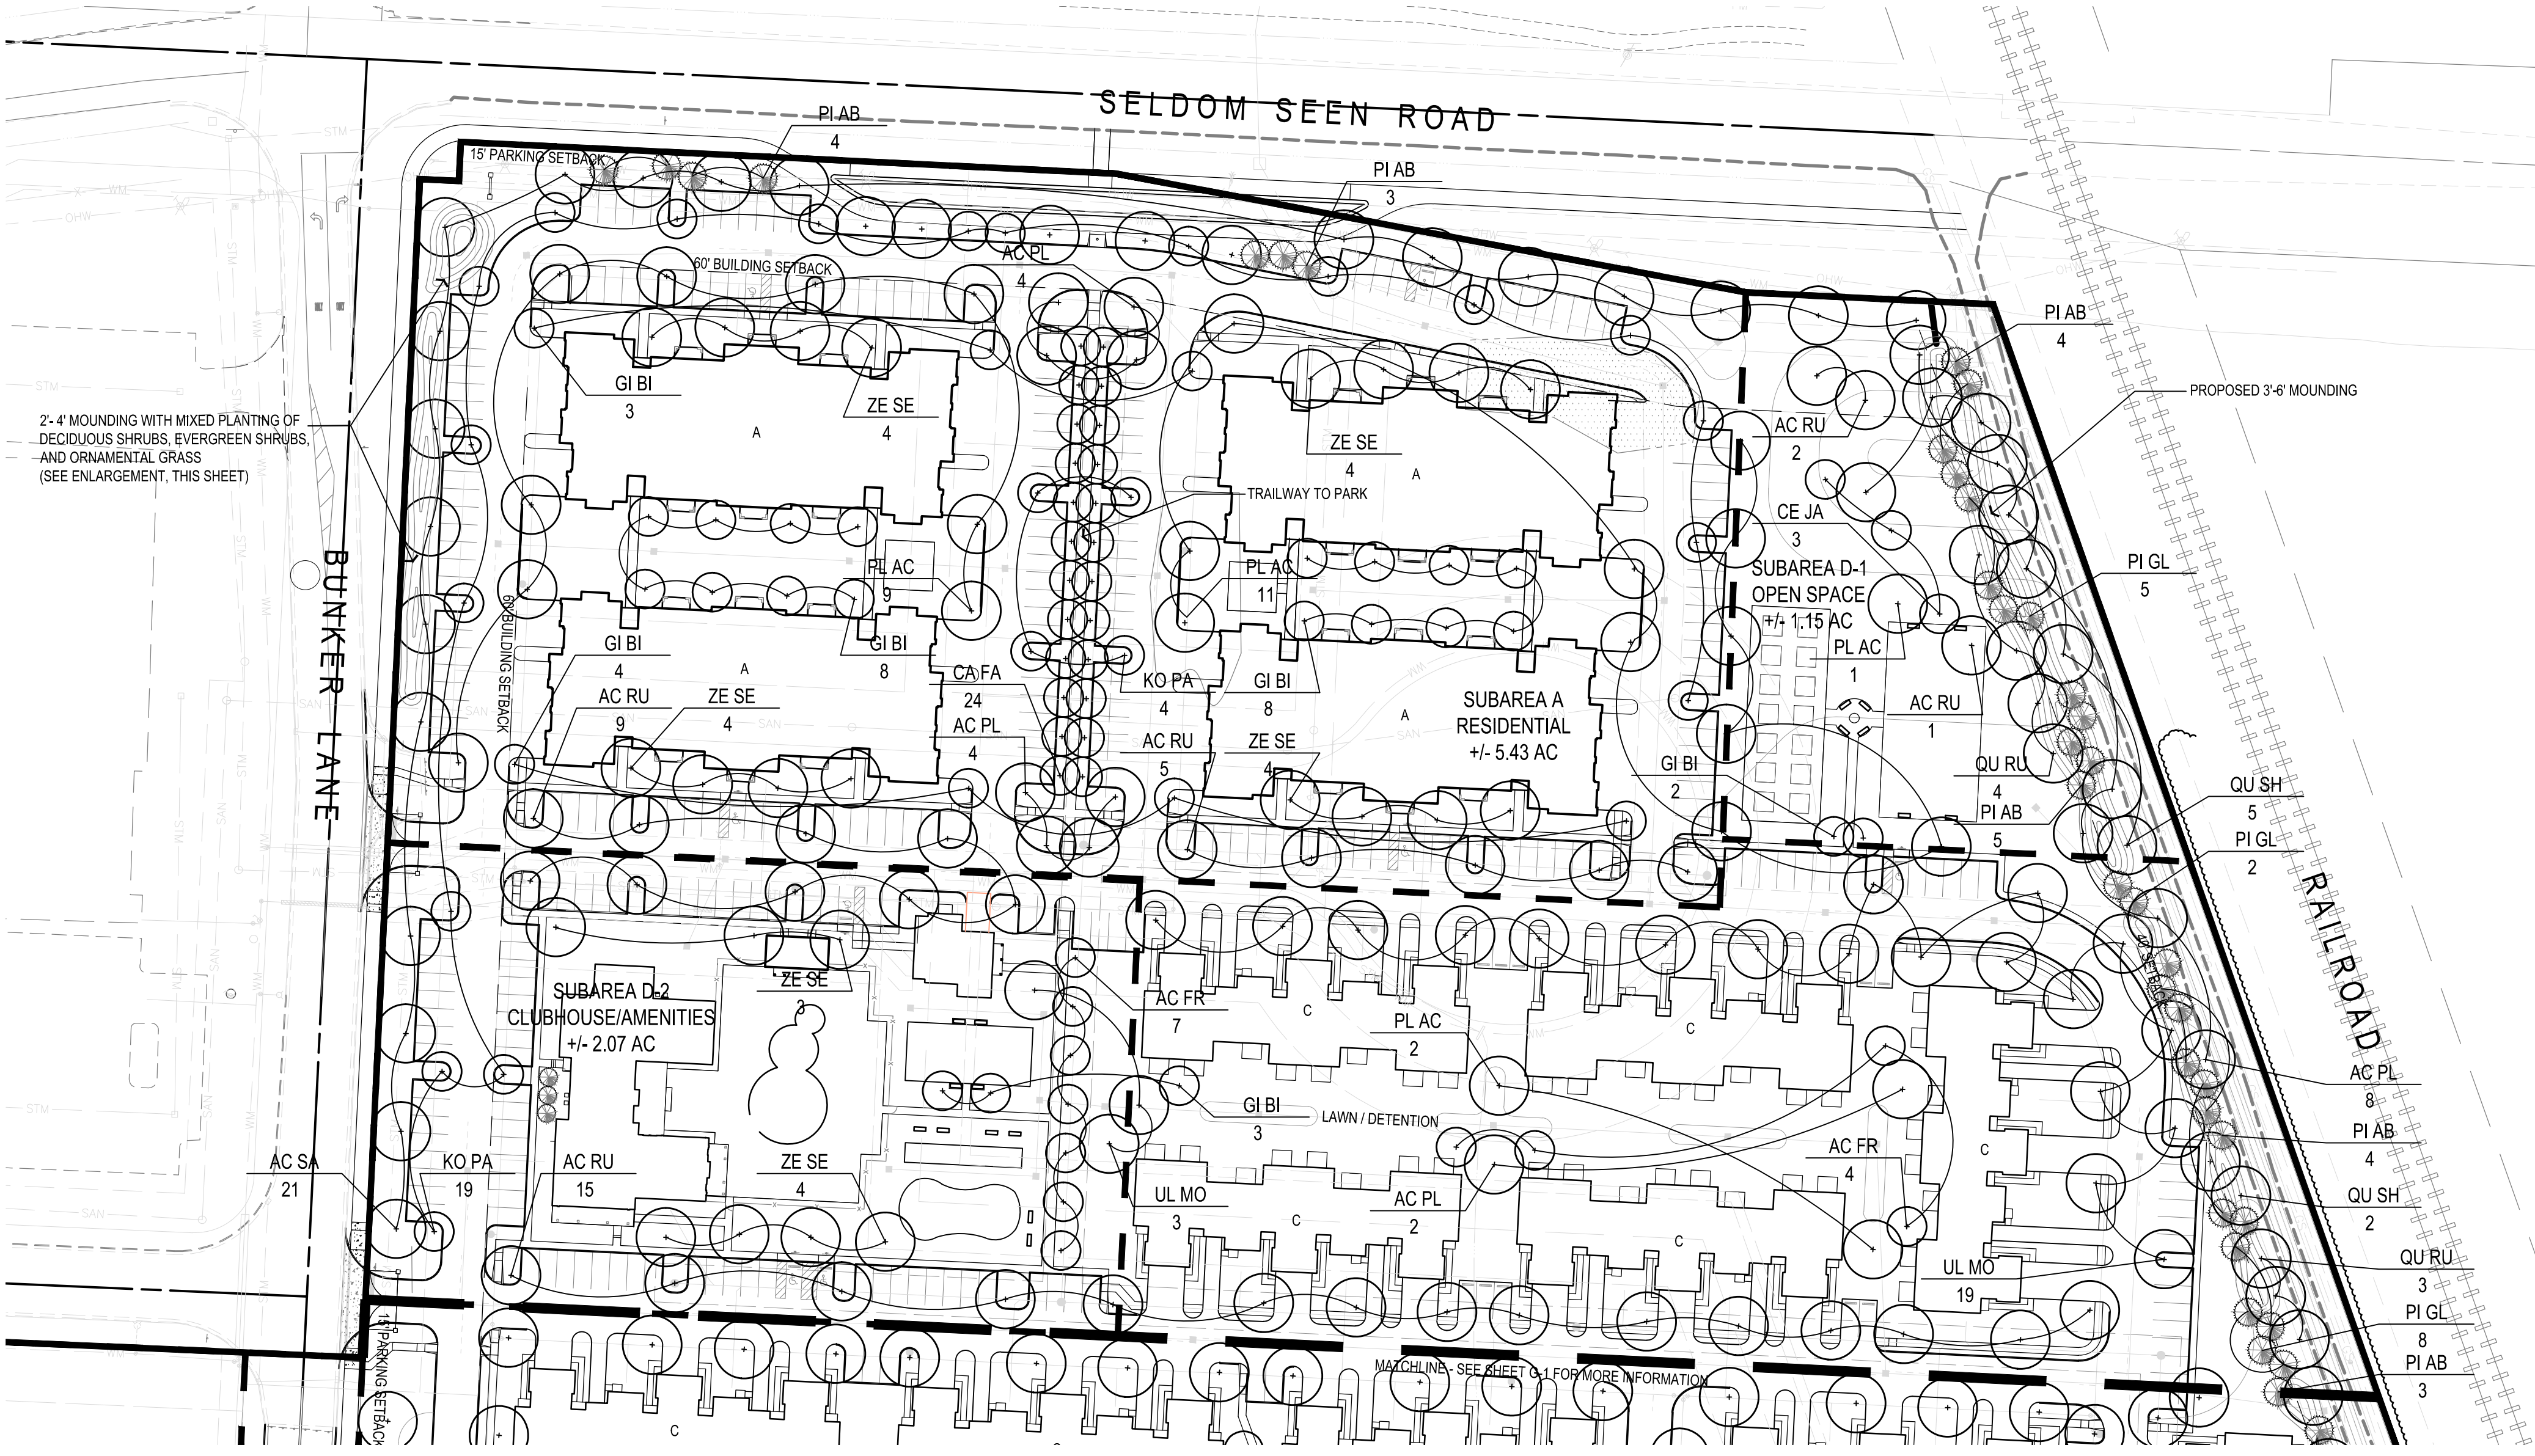 SELDOM SEEN ROAD
PI AB
4
15' PARKING SETBACK
PI AB
3
AC PL
4
60' BUILDING SETBACK
PI AB
4
PROPOSED 3'-6' MOUNDING
GI BI
3
ZE SE
4
A
2'- 4' MOUNDING WITH MIXED PLANTING OF
DECIDUOUS SHRUBS, EVERGREEN SHRUBS,
AND ORNAMENTAL GRASS
(SEE ENLARGEMENT, THIS SHEET)
ZE SE
4
A
AC RU
2
TRAILWAY TO PARK
CE JA
3
BUNKER LANE
60' BUILDING SETBACK
PL AC
9
PL AC
11
SUBAREA D-1
OPEN SPACE
+/- 1.15 AC
PI GL
5
GI BI
4
A
GI BI
8
CA FA
24
KO PA
4
GI BI
8
PL AC
1
AC RU
9
ZE SE
4
AC PL
4
AC RU
5
ZE SE
4
A
SUBAREA A
RESIDENTIAL
+/- 5.43 AC
AC RU
1
GI BI
2
QU RU
4
PI AB
5
QU SH
5
PI GL
2
RAILROAD
40' SETBACK
SUBAREA D-2
CLUBHOUSE/AMENITIES
+/- 2.07 AC
ZE SE
3
AC FR
7
C
PL AC
2
C
AC PL
8
GI BI
3
LAWN / DETENTION
AC FR
4
C
PI AB
4
AC SA
21
KO PA
19
AC RU
15
ZE SE
4
UL MO
3
C
AC PL
2
C
QU SH
2
UL MO
19
QU RU
3
PI GL
8
PI AB
3
15' PARKING SETBACK
MATCHLINE - SEE SHEET G-1 FOR MORE INFORMATION
C
STM
OHW
WM
SAN